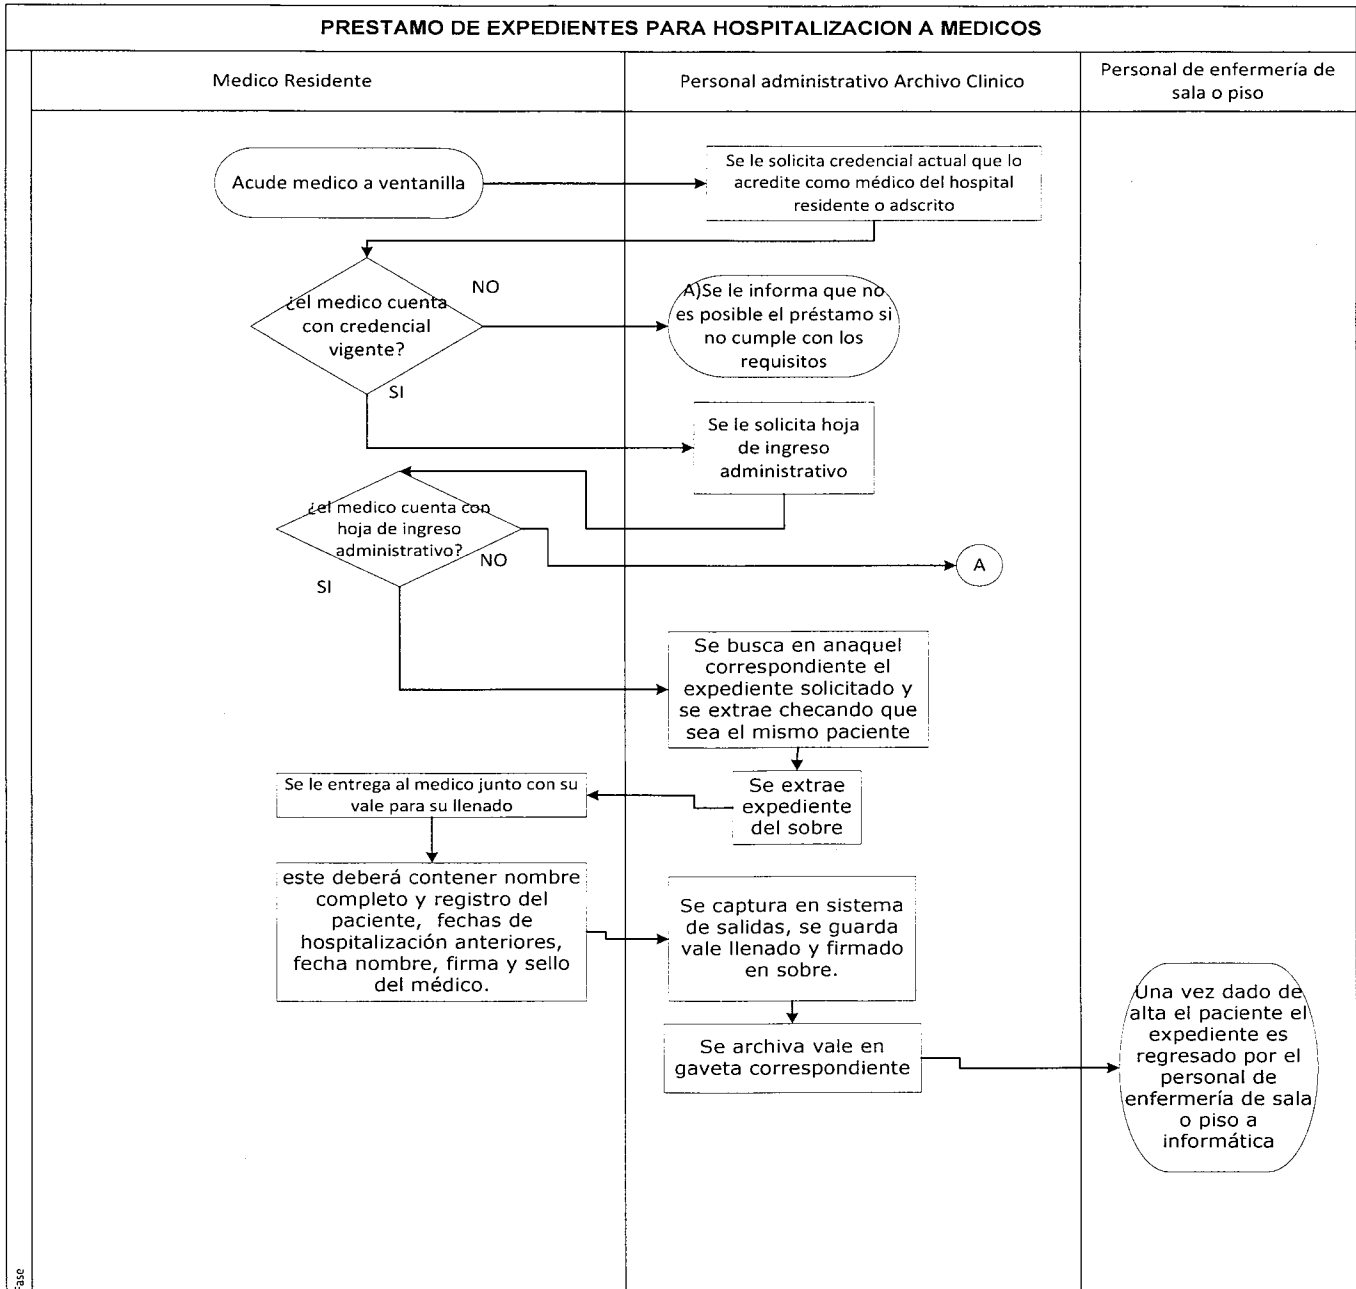 PRESTAMO DE EXPEDIENTES PARA HOSPITALIZACION A MEDICOS
Medico Residente
Personal administrativo Archivo Clinico
Personal de enfermería de
sala o piso
Acude medico a ventanilla
Se le solicita credencial actual que lo
acredite como médico del hospital
residente o adscrito
¿el medico cuenta
con credencial
vigente?
NO
SI
A)Se le informa que no
es posible el préstamo si
no cumple con los
requisitos
Se le solicita hoja
de ingreso
administrativo
¿el medico cuenta con
hoja de ingreso
administrativo?
NO
SI
A
Se busca en anaquel
correspondiente el
expediente solicitado y
se extrae checando que
sea el mismo paciente
Se extrae
expediente
del sobre
Se le entrega al medico junto con su
vale para su llenado
este deberá contener nombre
completo y registro del
paciente, fechas de
hospitalización anteriores,
fecha nombre, firma y sello
del médico.
Se captura en sistema
de salidas, se guarda
vale llenado y firmado
en sobre.
Se archiva vale en
gaveta correspondiente
Una vez dado de
alta el paciente el
expediente es
regresado por el
personal de
enfermería de sala
o piso a
informática
Fase